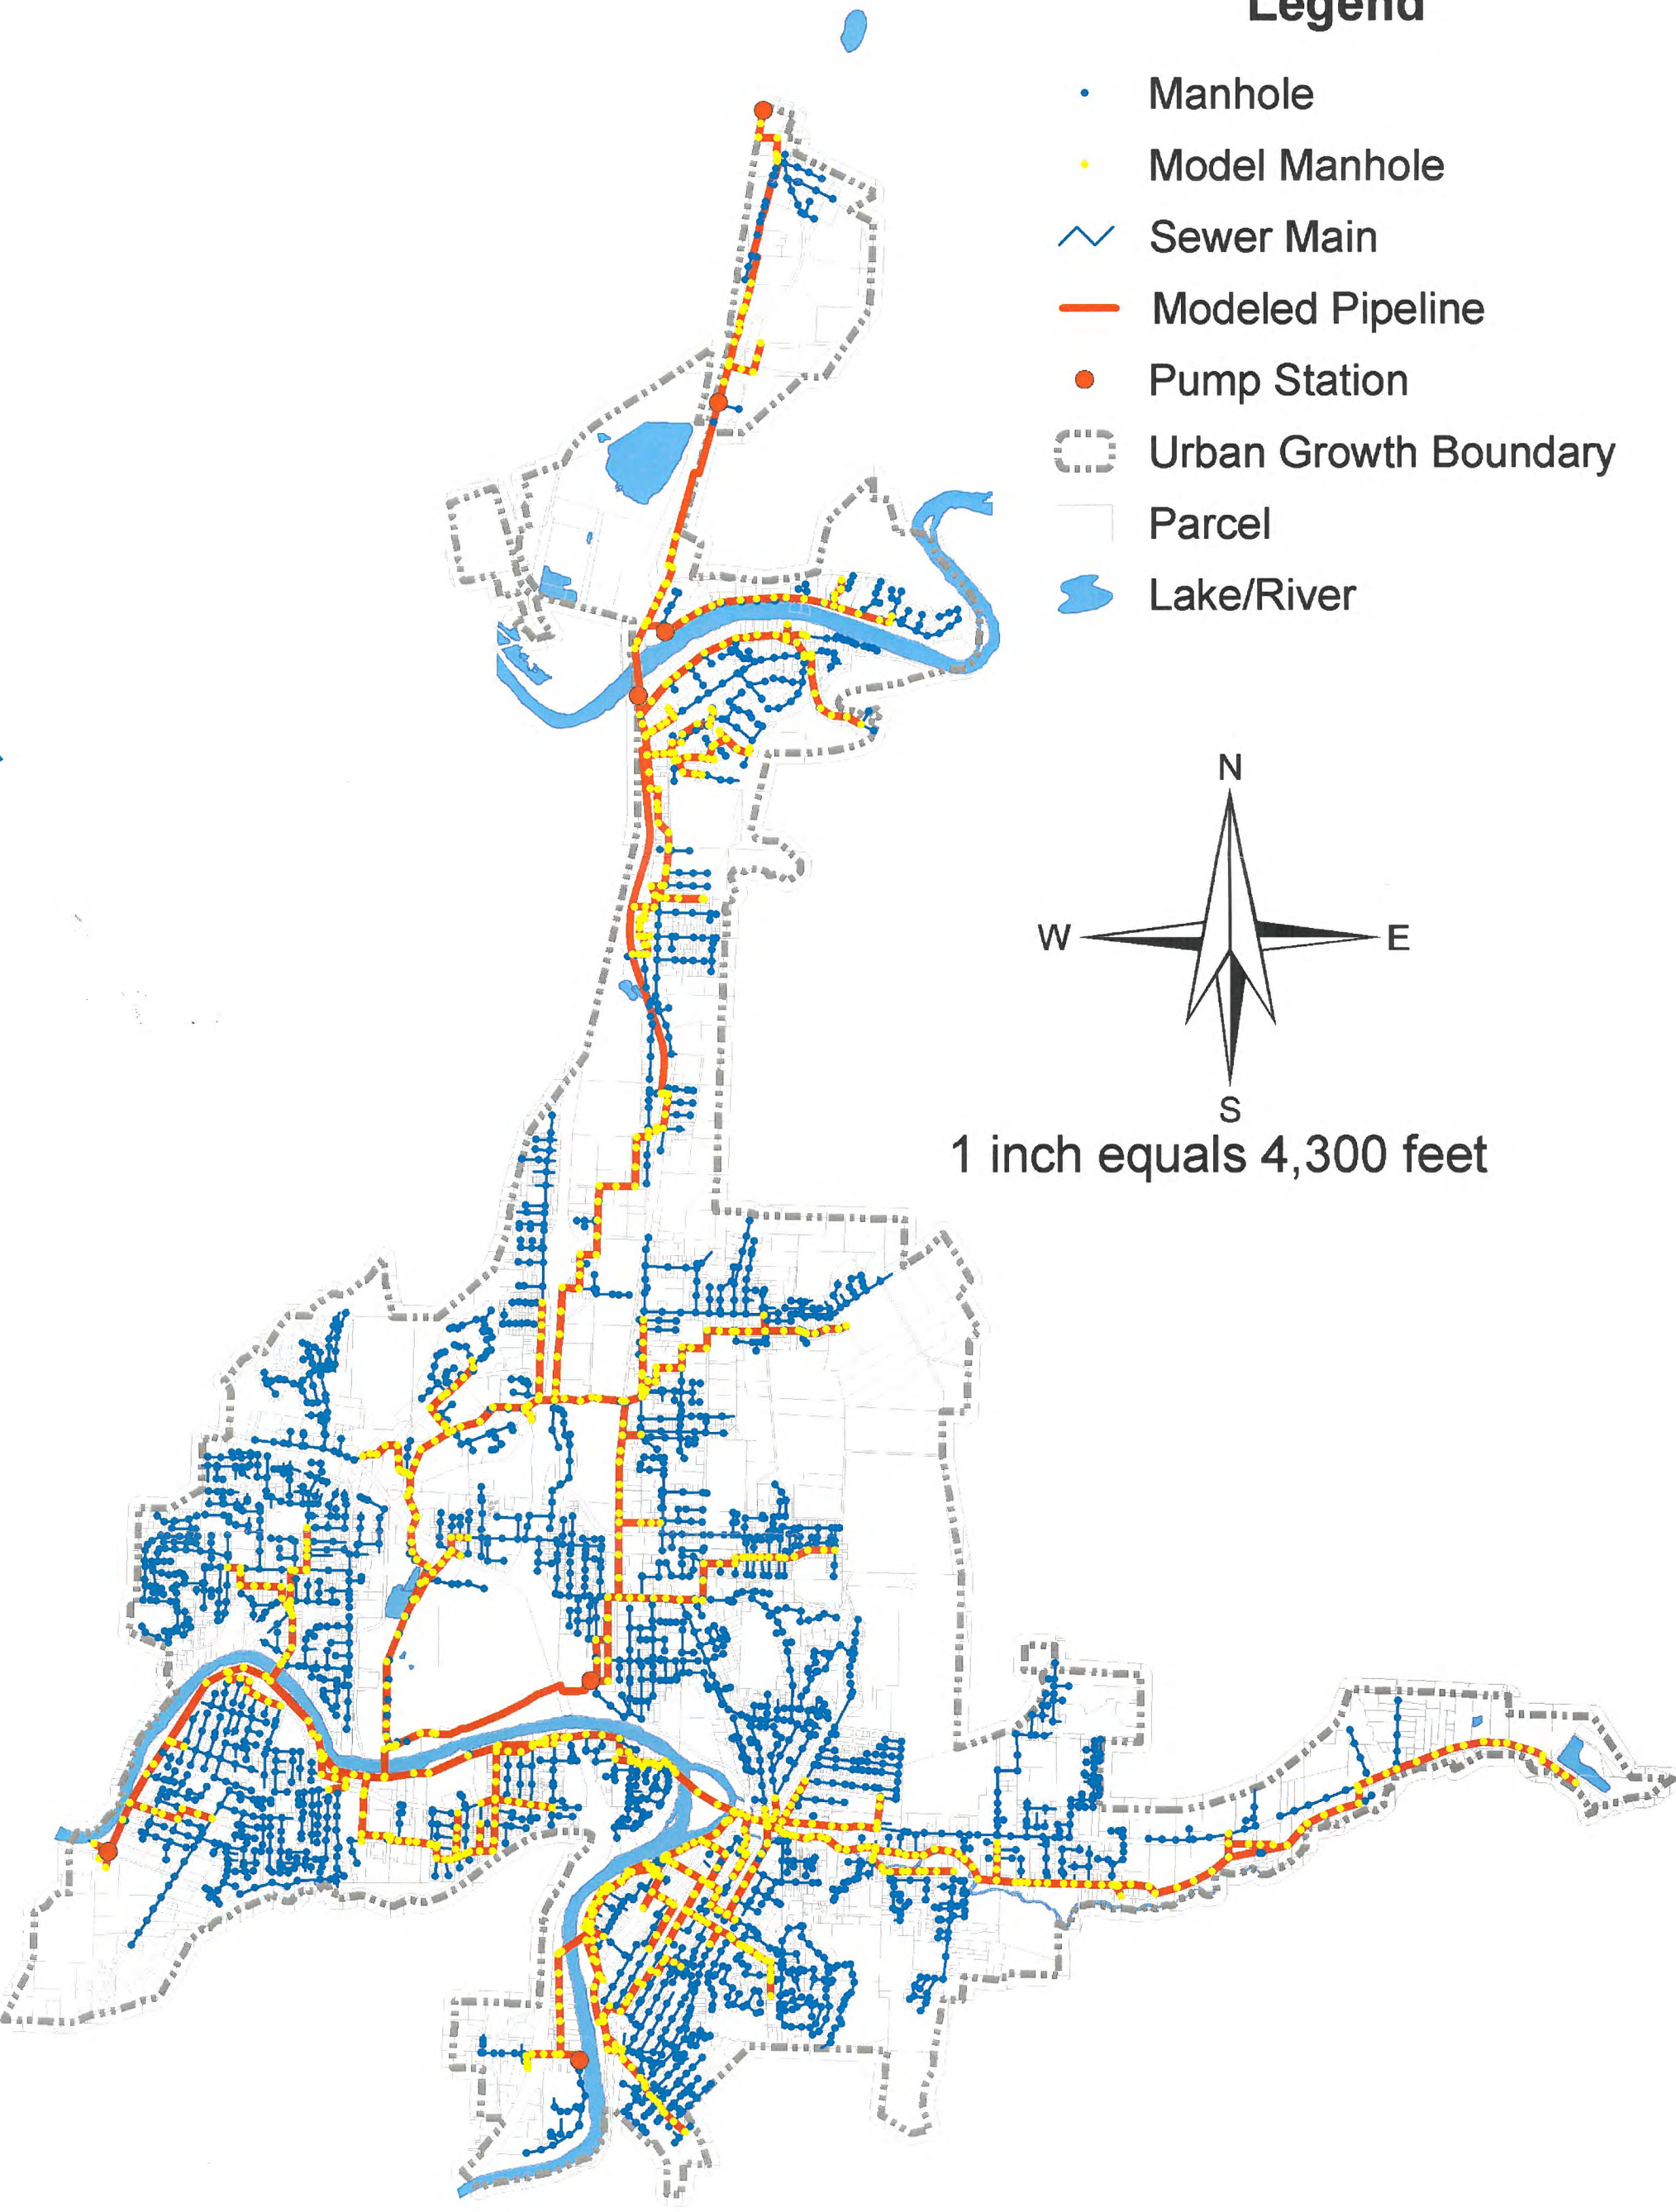 Legend
Manhole
Model Manhole
Sewer Main
Modeled Pipeline
Pump Station
Urban Growth Boundary
Parcel
Lake/River
N
W
E
S
1 inch equals 4,300 feet